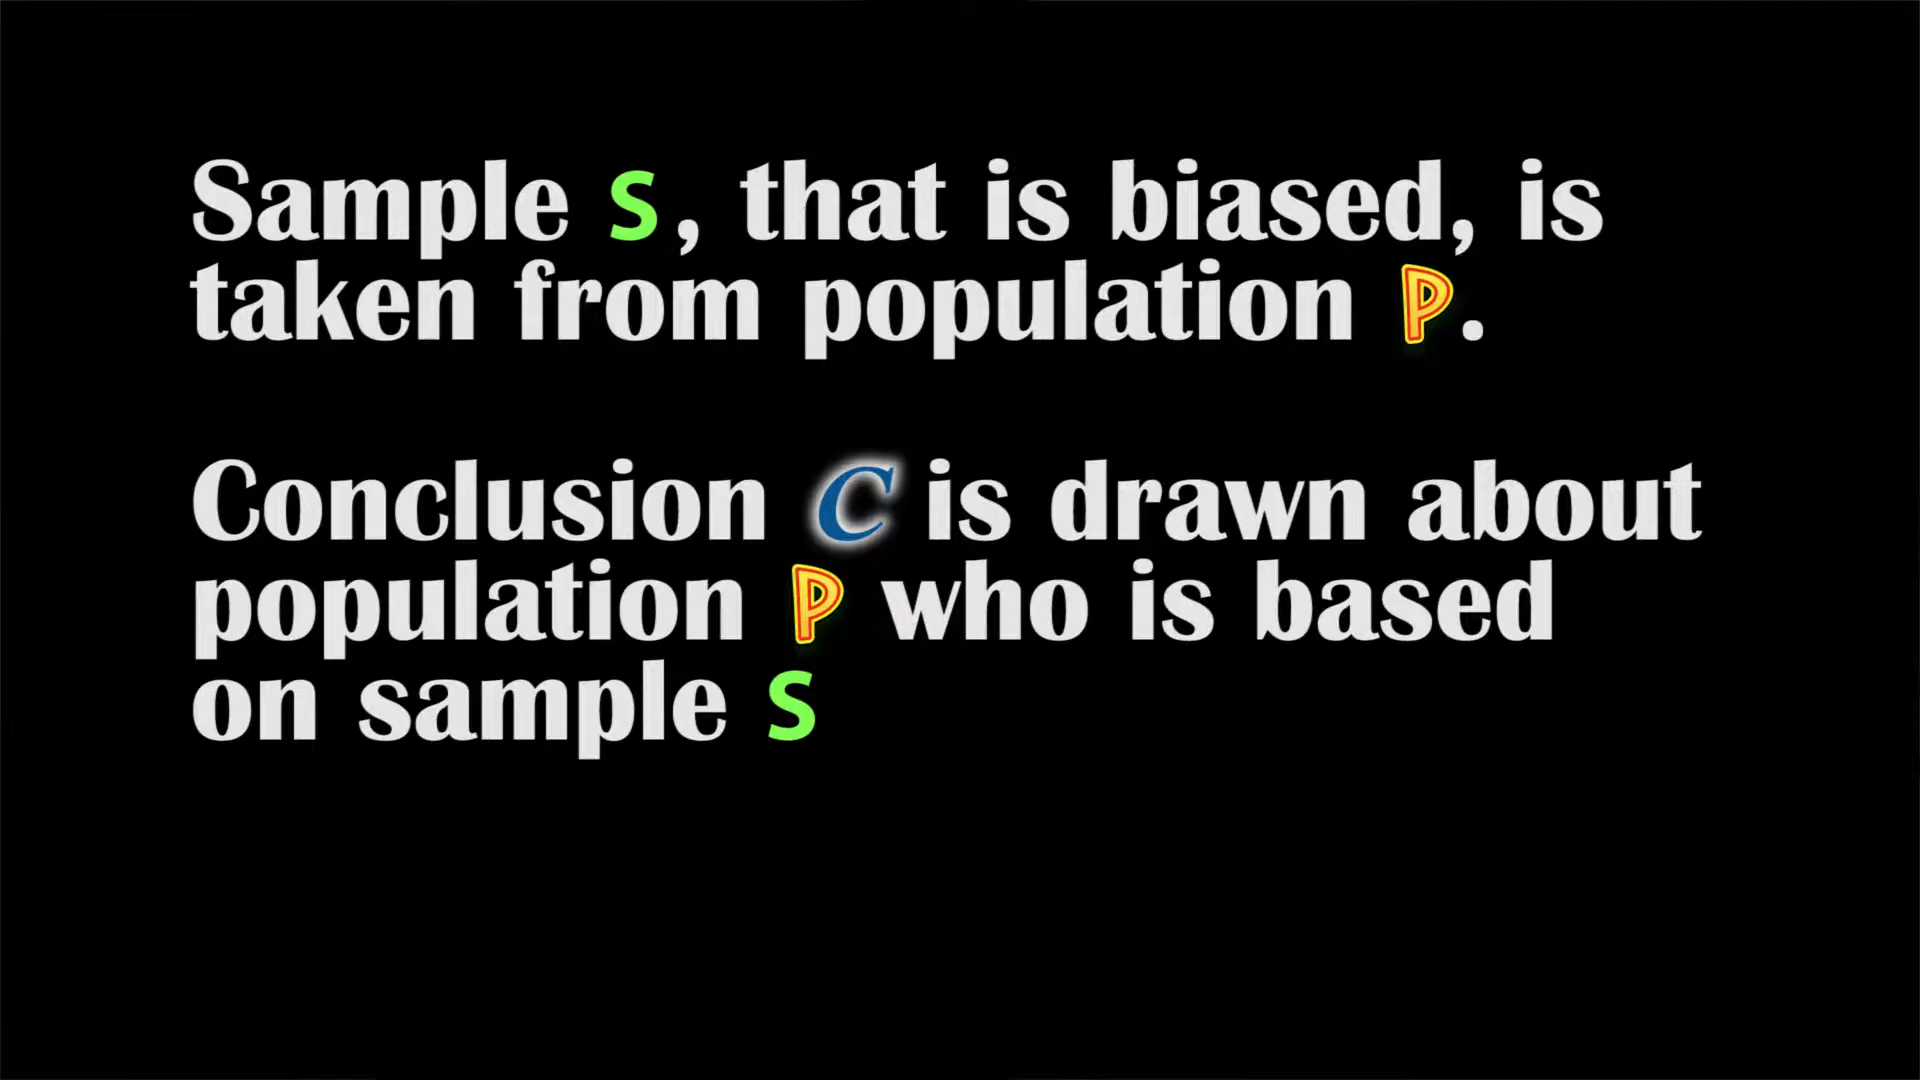 Sample S, that is biased, is
taken from population P.
Conclusion C is drawn about
population P who is based
on sample S